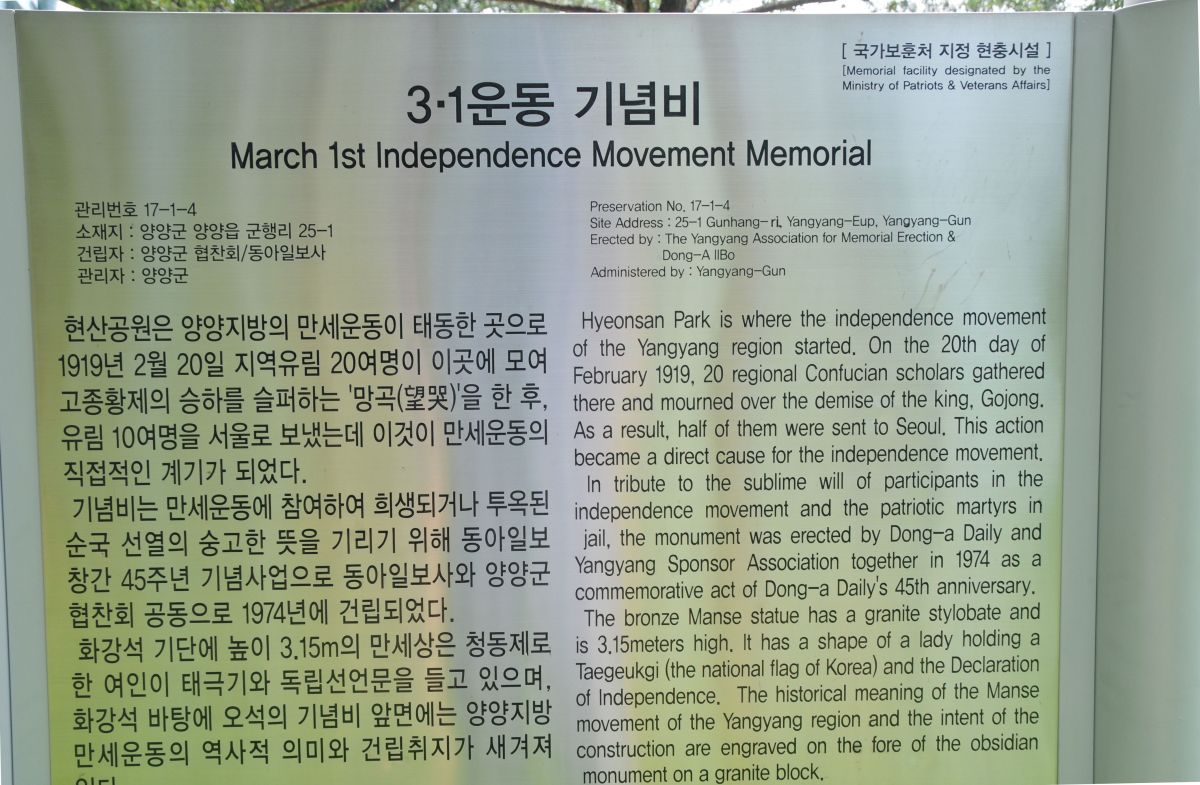 [ 국가보훈처 지정 현충시설 ]
[Memorial facility designated by the
Ministry of Patriots & Veterans Affairs]
3·1운동 기념비
March 1st Independence Movement Memorial
관리번호 17-1-4
소재지 : 양양군 양양읍 군행리 25-1
건립자 : 양양군 협찬회/동아일보사
관리자 : 양양군
현산공원은 양양지방의 만세운동이 태동한 곳으로
1919년 2월 20일 지역유림 20여명이 이곳에 모여
고종황제의 승하를 슬퍼하는 '망곡(望哭)'을 한 후,
유림 10여명을 서울로 보냈는데 이것이 만세운동의
직접적인 계기가 되었다.
기념비는 만세운동에 참여하여 희생되거나 투옥된
순국 선열의 숭고한 뜻을 기리기 위해 동아일보
창간 45주년 기념사업으로 동아일보사와 양양군
협찬회 공동으로 1974년에 건립되었다.
화강석 기단에 높이 3.15m의 만세상은 청동제로
한 여인이 태극기와 독립선언문을 들고 있으며,
화강석 바탕에 오석의 기념비 앞면에는 양양지방
만세운동의 역사적 의미와 건립취지가 새겨져
Preservation No. 17-1-4
Site Address : 25-1 Gunhang-ri, Yangyang-Eup, Yangyang-Gun
Erected by : The Yangyang Association for Memorial Erection &
Dong-A IlBo
Administered by : Yangyang-Gun
Hyeonsan Park is where the independence movement
of the Yangyang region started. On the 20th day of
February 1919, 20 regional Confucian scholars gathered
there and mourned over the demise of the king, Gojong.
As a result, half of them were sent to Seoul. This action
became a direct cause for the independence movement.
In tribute to the sublime will of participants in the
independence movement and the patriotic martyrs in
jail, the monument was erected by Dong-a Daily and
Yangyang Sponsor Association together in 1974 as a
commemorative act of Dong-a Daily's 45th anniversary.
The bronze Manse statue has a granite stylobate and
is 3.15meters high. It has a shape of a lady holding a
Taegeukgi (the national flag of Korea) and the Declaration
of Independence. The historical meaning of the Manse
movement of the Yangyang region and the intent of the
construction are engraved on the fore of the obsidian
monument on a granite block.